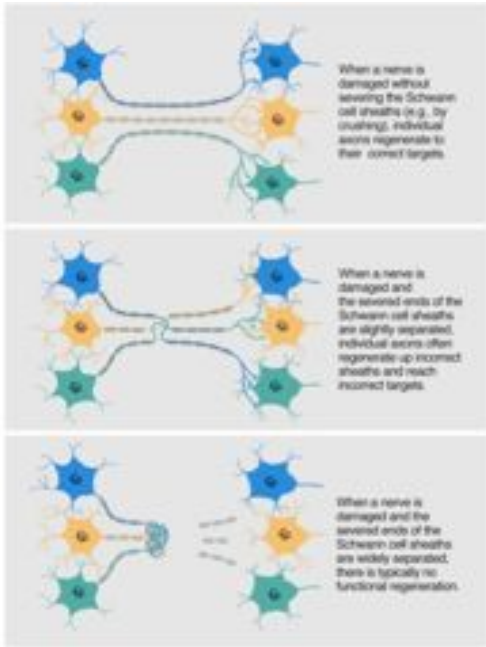 When a nerve is
damaged without
severing the Schwann
cell sheaths (e.g., by
crushing), individual
axons regenerate to
their correct targets.
When a nerve is
damaged and
the severed ends of the
Schwann cell sheaths
are slightly separated,
individual axons often
regenerate up incorrect
sheaths and reach
incorrect targets.
When a nerve is
damaged and the
severed ends of the
Schwann cell sheaths
are widely separated,
there is typically no
functional regeneration.